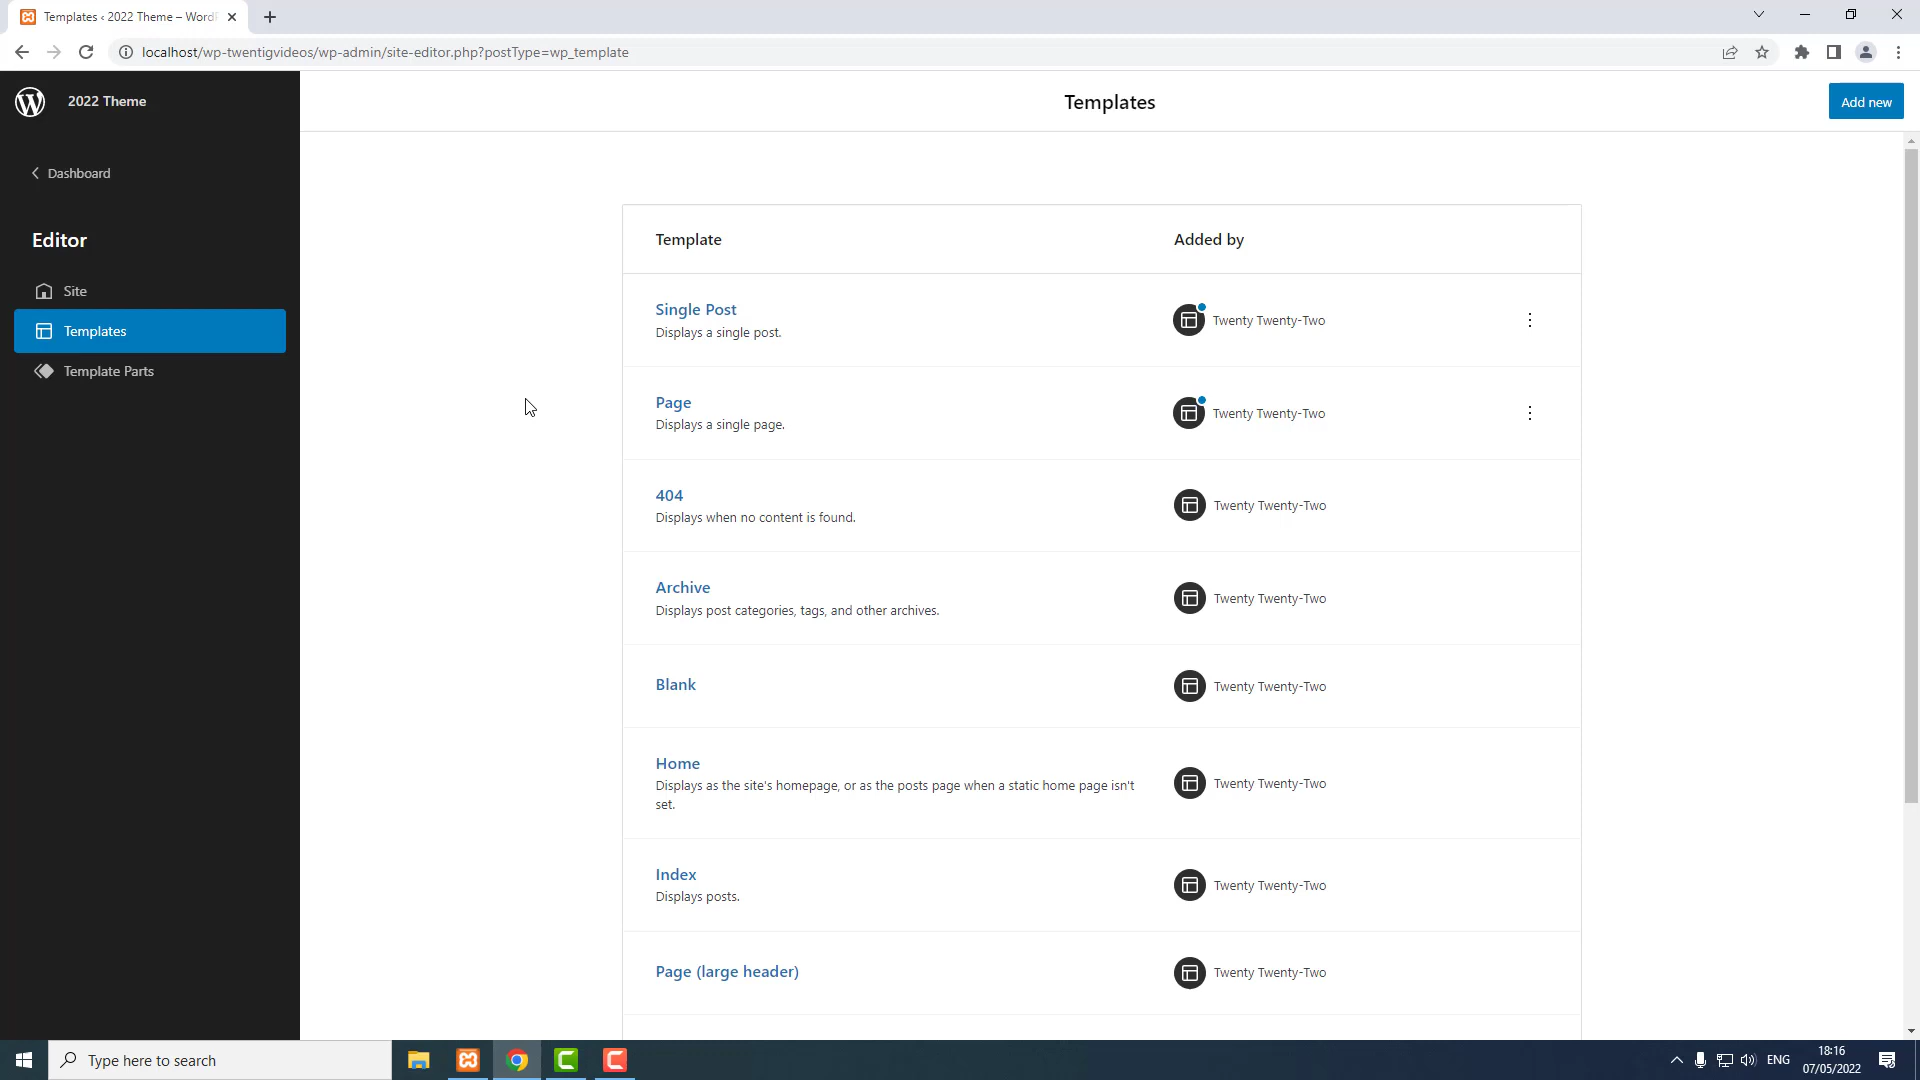 Templates ‹ 2022 Theme – Word
localhost/wp-twentigvideos/wp-admin/site-editor.php?postType=wp_template
2022 Theme
Templates
Add new
Dashboard
Editor
Site
Templates
Template Parts
Template
Added by
Single Post
Displays a single post.
Twenty Twenty-Two
Page
Displays a single page.
Twenty Twenty-Two
404
Displays when no content is found.
Twenty Twenty-Two
Archive
Displays post categories, tags, and other archives.
Twenty Twenty-Two
Blank
Twenty Twenty-Two
Home
Displays as the site's homepage, or as the posts page when a static home page isn't
set.
Twenty Twenty-Two
Index
Displays posts.
Twenty Twenty-Two
Page (large header)
Twenty Twenty-Two
Type here to search
ENG
18:16
07/05/2022